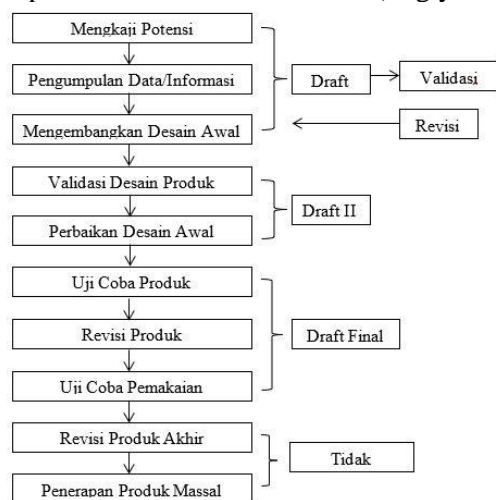 Mengkaji Potensi
Pengumpulan Data/Informasi
Draft
Validasi
Mengembangkan Desain Awal
Revisi
Validasi Desain Produk
Draft II
Perbaikan Desain Awal
Uji Coba Produk
Revisi Produk
Draft Final
Uji Coba Pemakaian
Revisi Produk Akhir
Tidak
Penerapan Produk Massal